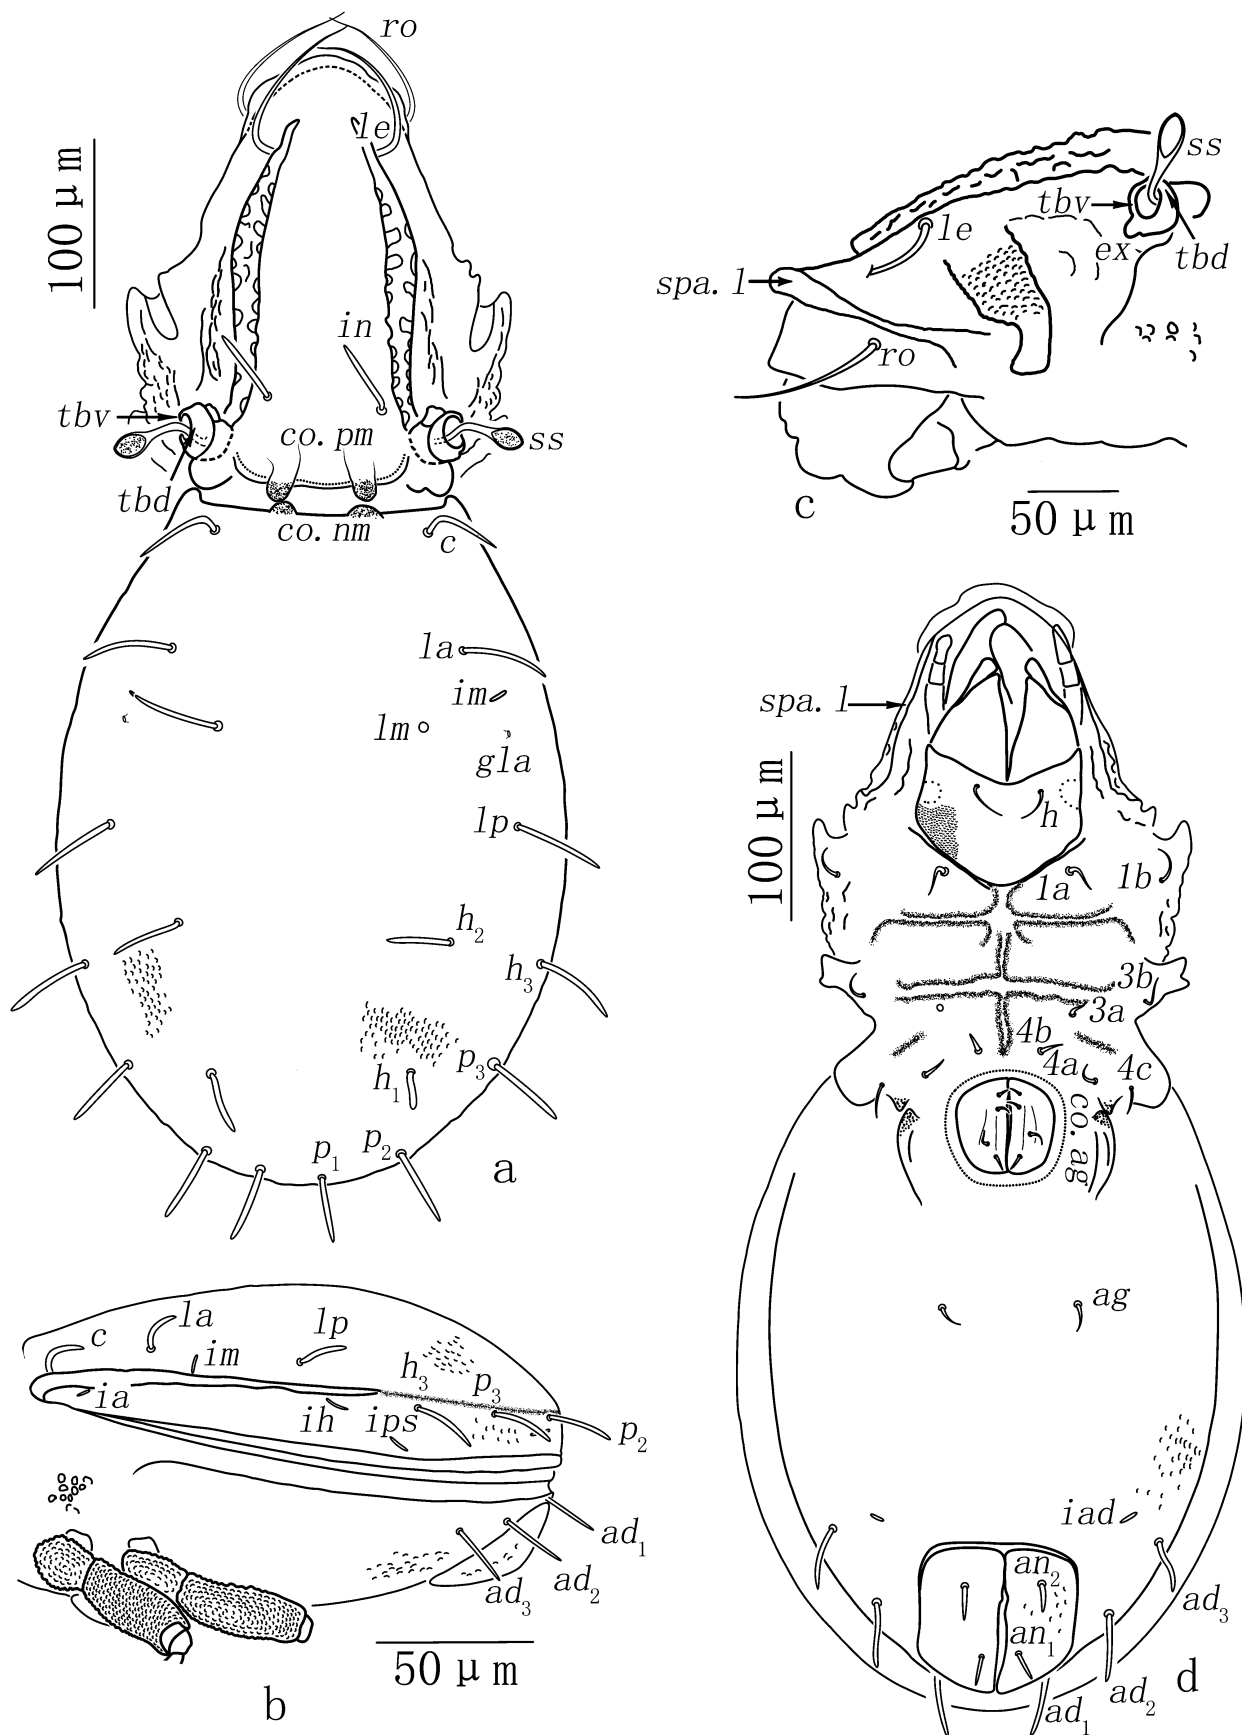 ro
le
100 μm
in
tbv
co. pm
ss
tbd
co. nm
c
la
im
lm
gla
lp
h2
h3
p3
h1
p1
p2
a
ss
tbv
le
ex
tbd
spa. l
ro
c
50 μm
la
c
lp
im
h3
p3
ia
ih
ips
p2
ad1
ad2
ad3
50 μm
b
spa. l
100 μm
h
1a
1b
3b
3a
4b
4a
4c
co. ag
ag
iad
an2
an1
ad3
ad2
ad1
d